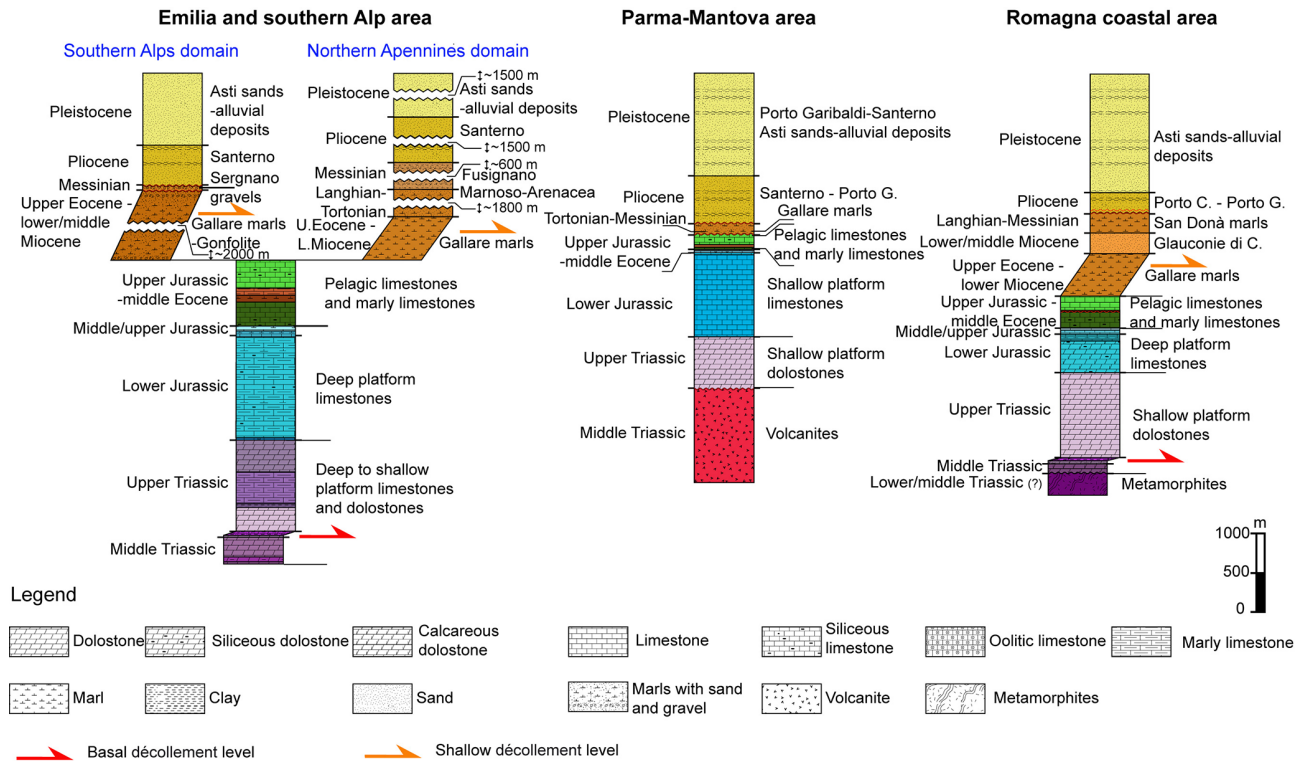 Emilia and southern Alp area
Parma-Mantova area
Romagna coastal area
Southern Alps domain
Northern Apennines domain
Pleistocene
Asti sands
-alluvial
deposits
Pliocene
Santerno
Messinian
Sergnano
gravels
Upper Eocene -
lower/middle
Miocene
Gallare marls
-Gonfolite
↕~2000 m
↕~1500 m
Pleistocene
Asti sands
-alluvial deposits
Pliocene
Santerno
↕~1500 m
↕~600 m
Messinian
Fusignano
Langhian-
Tortonian
Marnoso-Arenacea
↕~1800 m
U.Eocene -
L.Miocene
Gallare marls
Upper Jurassic
-middle Eocene
Pelagic limestones
and marly limestones
Middle/upper Jurassic
Lower Jurassic
Deep platform
limestones
Upper Triassic
Deep to shallow
platform limestones
and dolostones
Middle Triassic
Pleistocene
Porto Garibaldi-Santerno
Asti sands-alluvial deposits
Pliocene
Santerno - Porto G.
Tortonian-Messinian
Gallare marls
Upper Jurassic
-middle Eocene
Pelagic limestones
and marly limestones
Lower Jurassic
Shallow platform
limestones
Upper Triassic
Shallow platform
dolostones
Middle Triassic
Volcanites
Pleistocene
Asti sands-alluvial
deposits
Pliocene
Porto C. - Porto G.
Langhian-Messinian
San Donà marls
Lower/middle Miocene
Glauconie di C.
Upper Eocene -
lower Miocene
Gallare marls
Upper Jurassic -
middle Eocene
Pelagic limestones
and marly limestones
Middle/upper Jurassic
Lower Jurassic
Deep platform
limestones
Upper Triassic
Shallow platform
dolostones
Middle Triassic
Lower/middle Triassic (?)
Metamorphites
m
1000
500
0
Legend
Dolostone
Siliceous dolostone
Calcareous
dolostone
Limestone
Siliceous
limestone
Oolitic limestone
Marly limestone
Marl
Clay
Sand
Marls with sand
and gravel
Volcanite
Metamorphites
Basal décollement level
Shallow décollement level